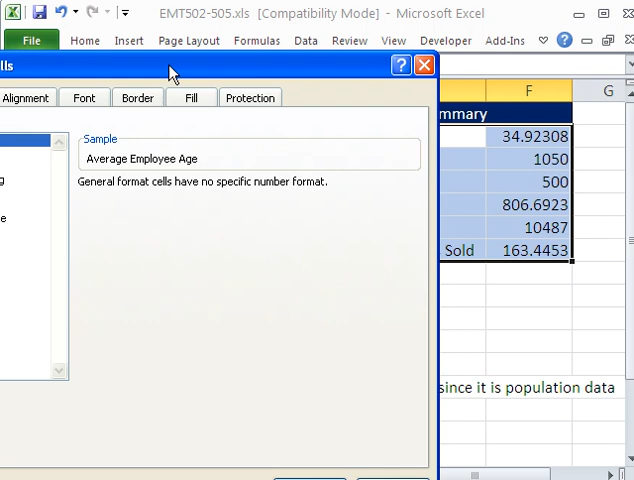 EMT502-505.xls [Compatibility Mode] - Microsoft Excel
File Home Insert Page Layout Formulas Data Review View Developer Add-Ins
lls
Alignment Font Border Fill Protection
Sample
Average Employee Age
General format cells have no specific number format.
g
e
F G
mmary
34.92308
1050
500
806.6923
10487
Sold 163.4453
since it is population data